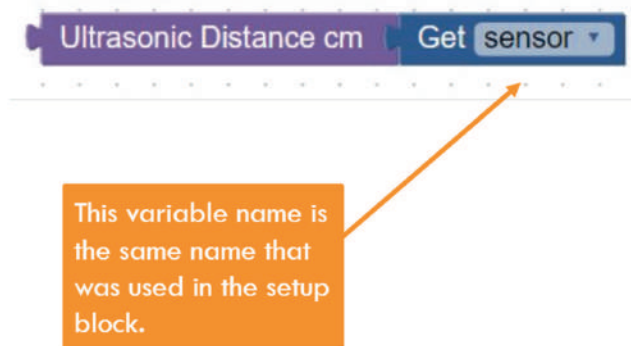 Ultrasonic Distance cm Get sensor
This variable name is
the same name that
was used in the setup
block.